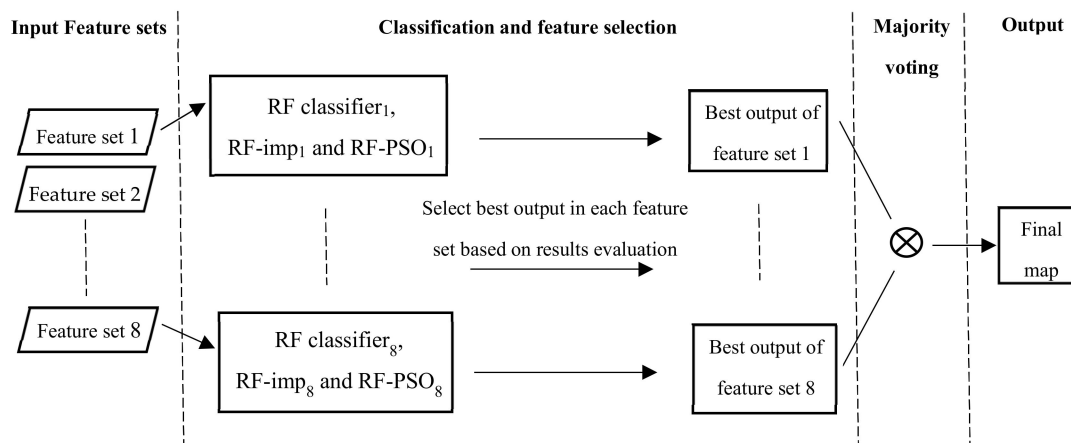 Input Feature sets
Classification and feature selection
Majority
voting
Output
Feature set 1
Feature set 2
Feature set 8
RF classifier₁,
RF-imp₁ and RF-PSO₁
Select best output in each feature
set based on results evaluation
RF classifier₈,
RF-imp₈ and RF-PSO₈
Best output of
feature set 1
Best output of
feature set 8
Final
map